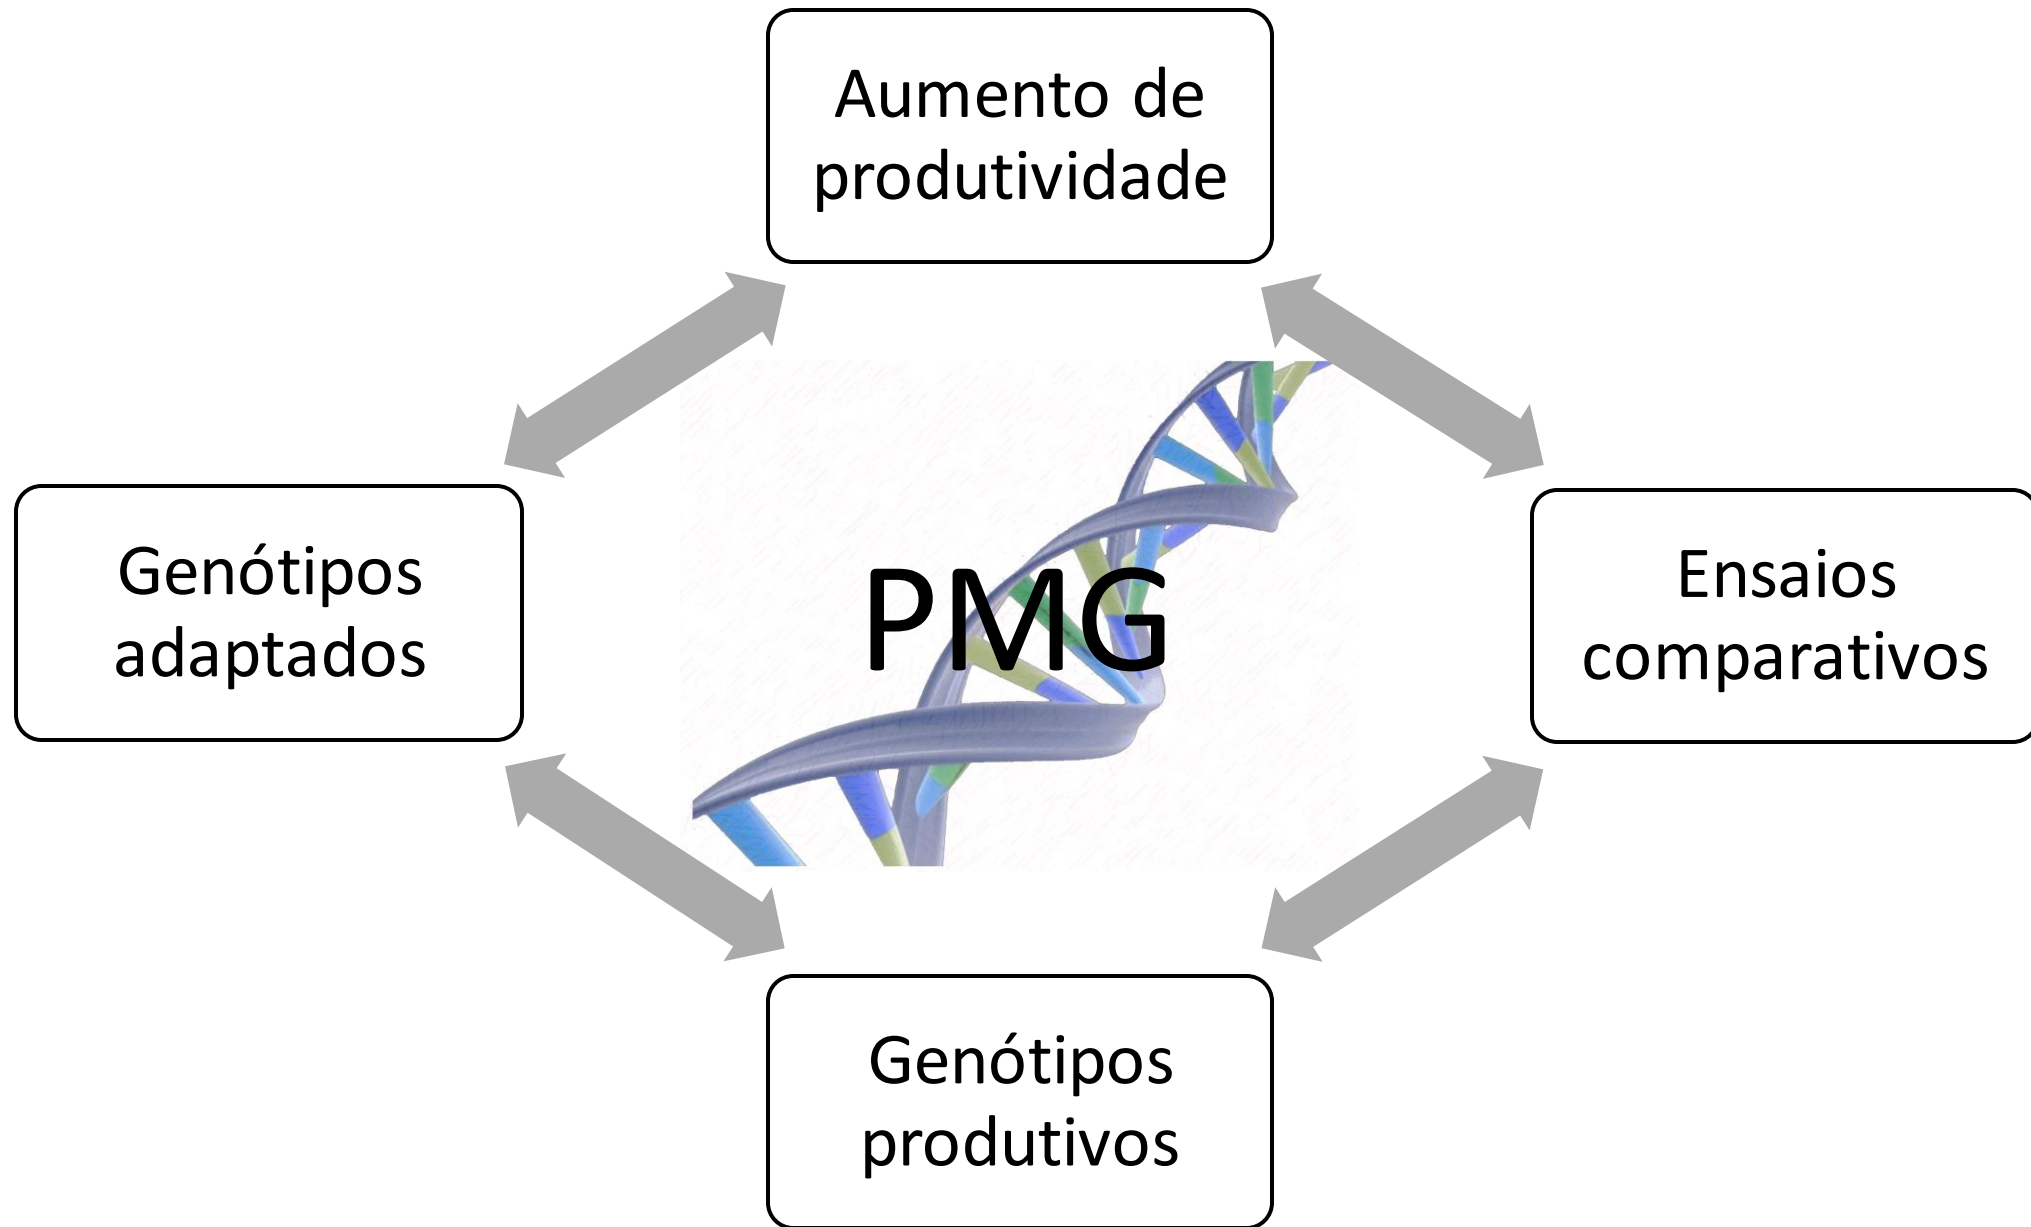 Aumento de
produtividade
Genótipos
adaptados
PMG
Ensaios
comparativos
Genótipos
produtivos